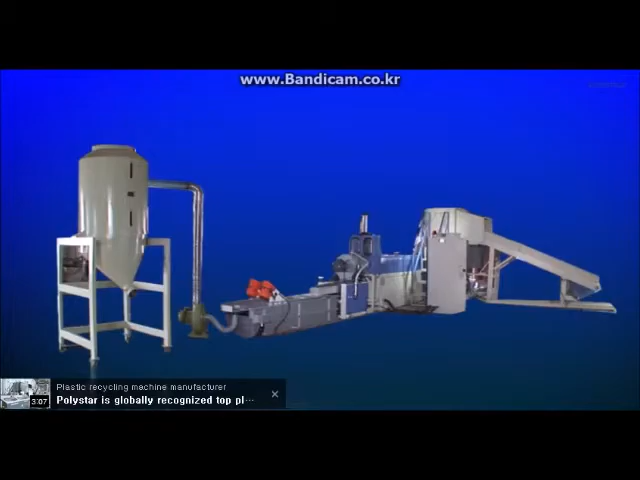 www.Bandicam.co.kr
Plastic recycling machine manufacturer
Polystar is globally recognized top pl···
3:07